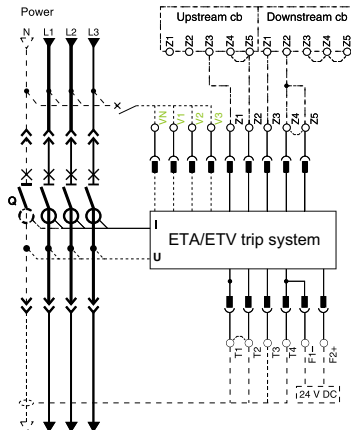 Power
Upstream cb
Downstream cb
N L1 L2 L3
Z1 Z2 Z3 Z4 Z5 Z1 Z2 Z3 Z4 Z5
VN V1 V2 V3 Z1 Z2 Z3 Z4 Z5
Q
I
U
ETA/ETV trip system
T1 T2 T3 T4 F1− F2+
24 V DC